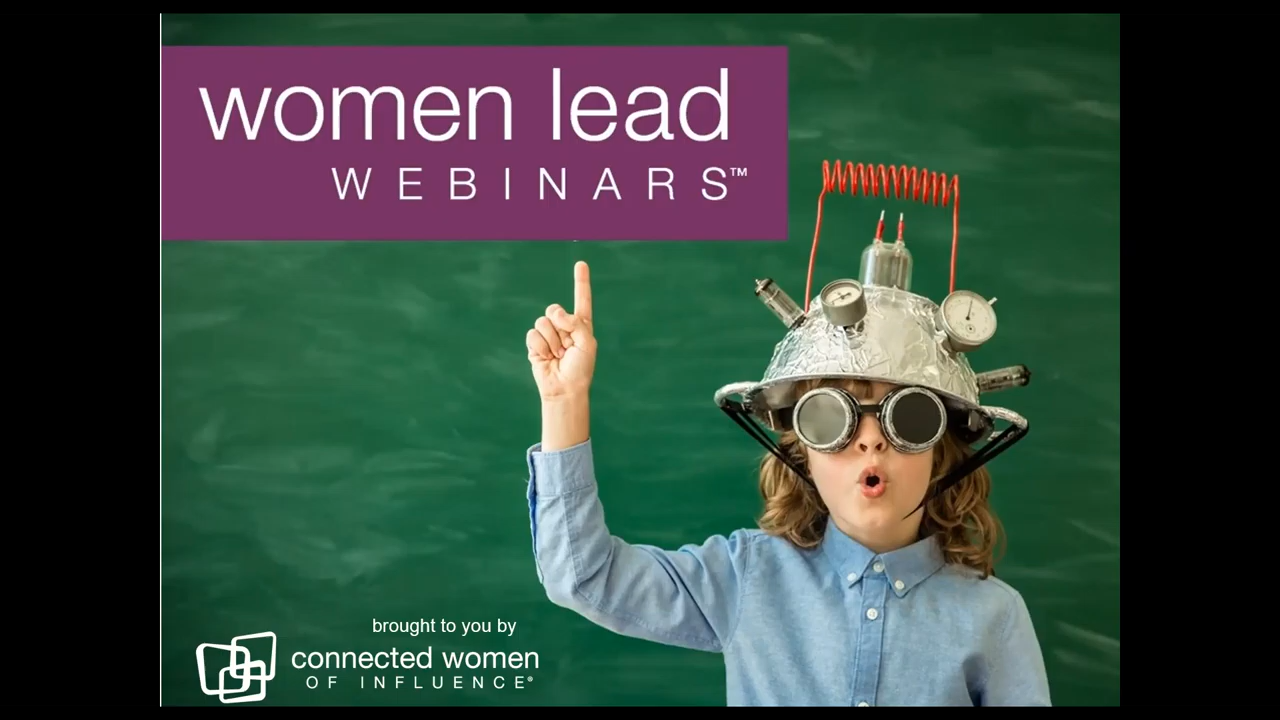 women lead
WEBINARS™
brought to you by
connected women
OF INFLUENCE®